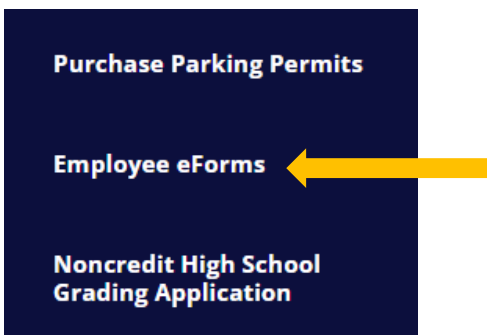 Purchase Parking Permits
Employee eForms
Noncredit High School
Grading Application